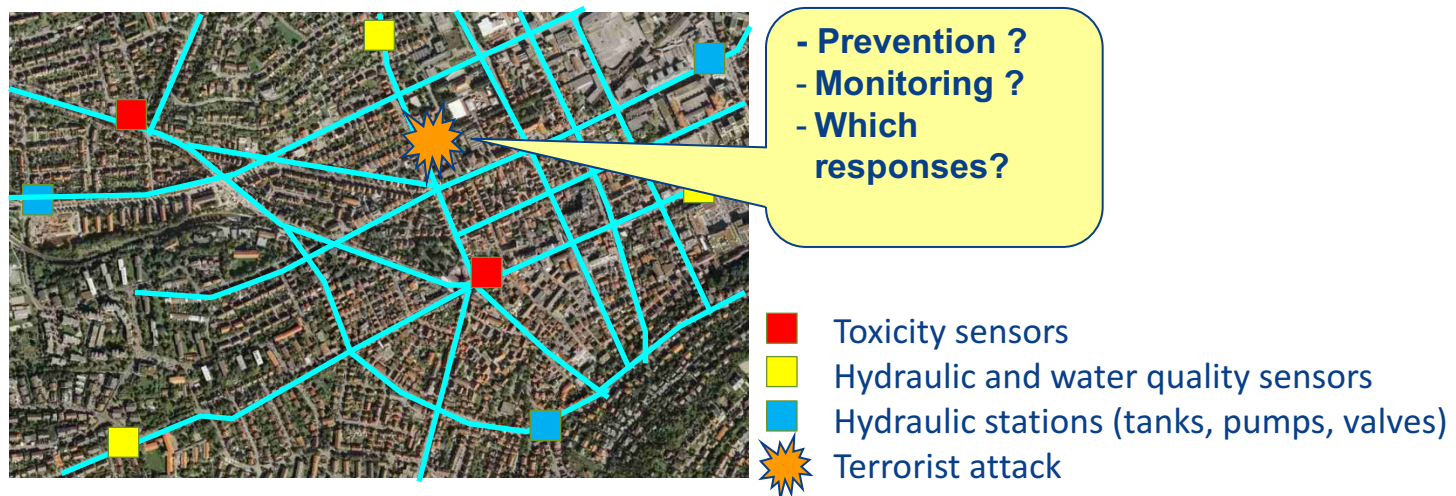 - Prevention ?
- Monitoring ?
- Which
responses?
Toxicity sensors
Hydraulic and water quality sensors
Hydraulic stations (tanks, pumps, valves)
Terrorist attack